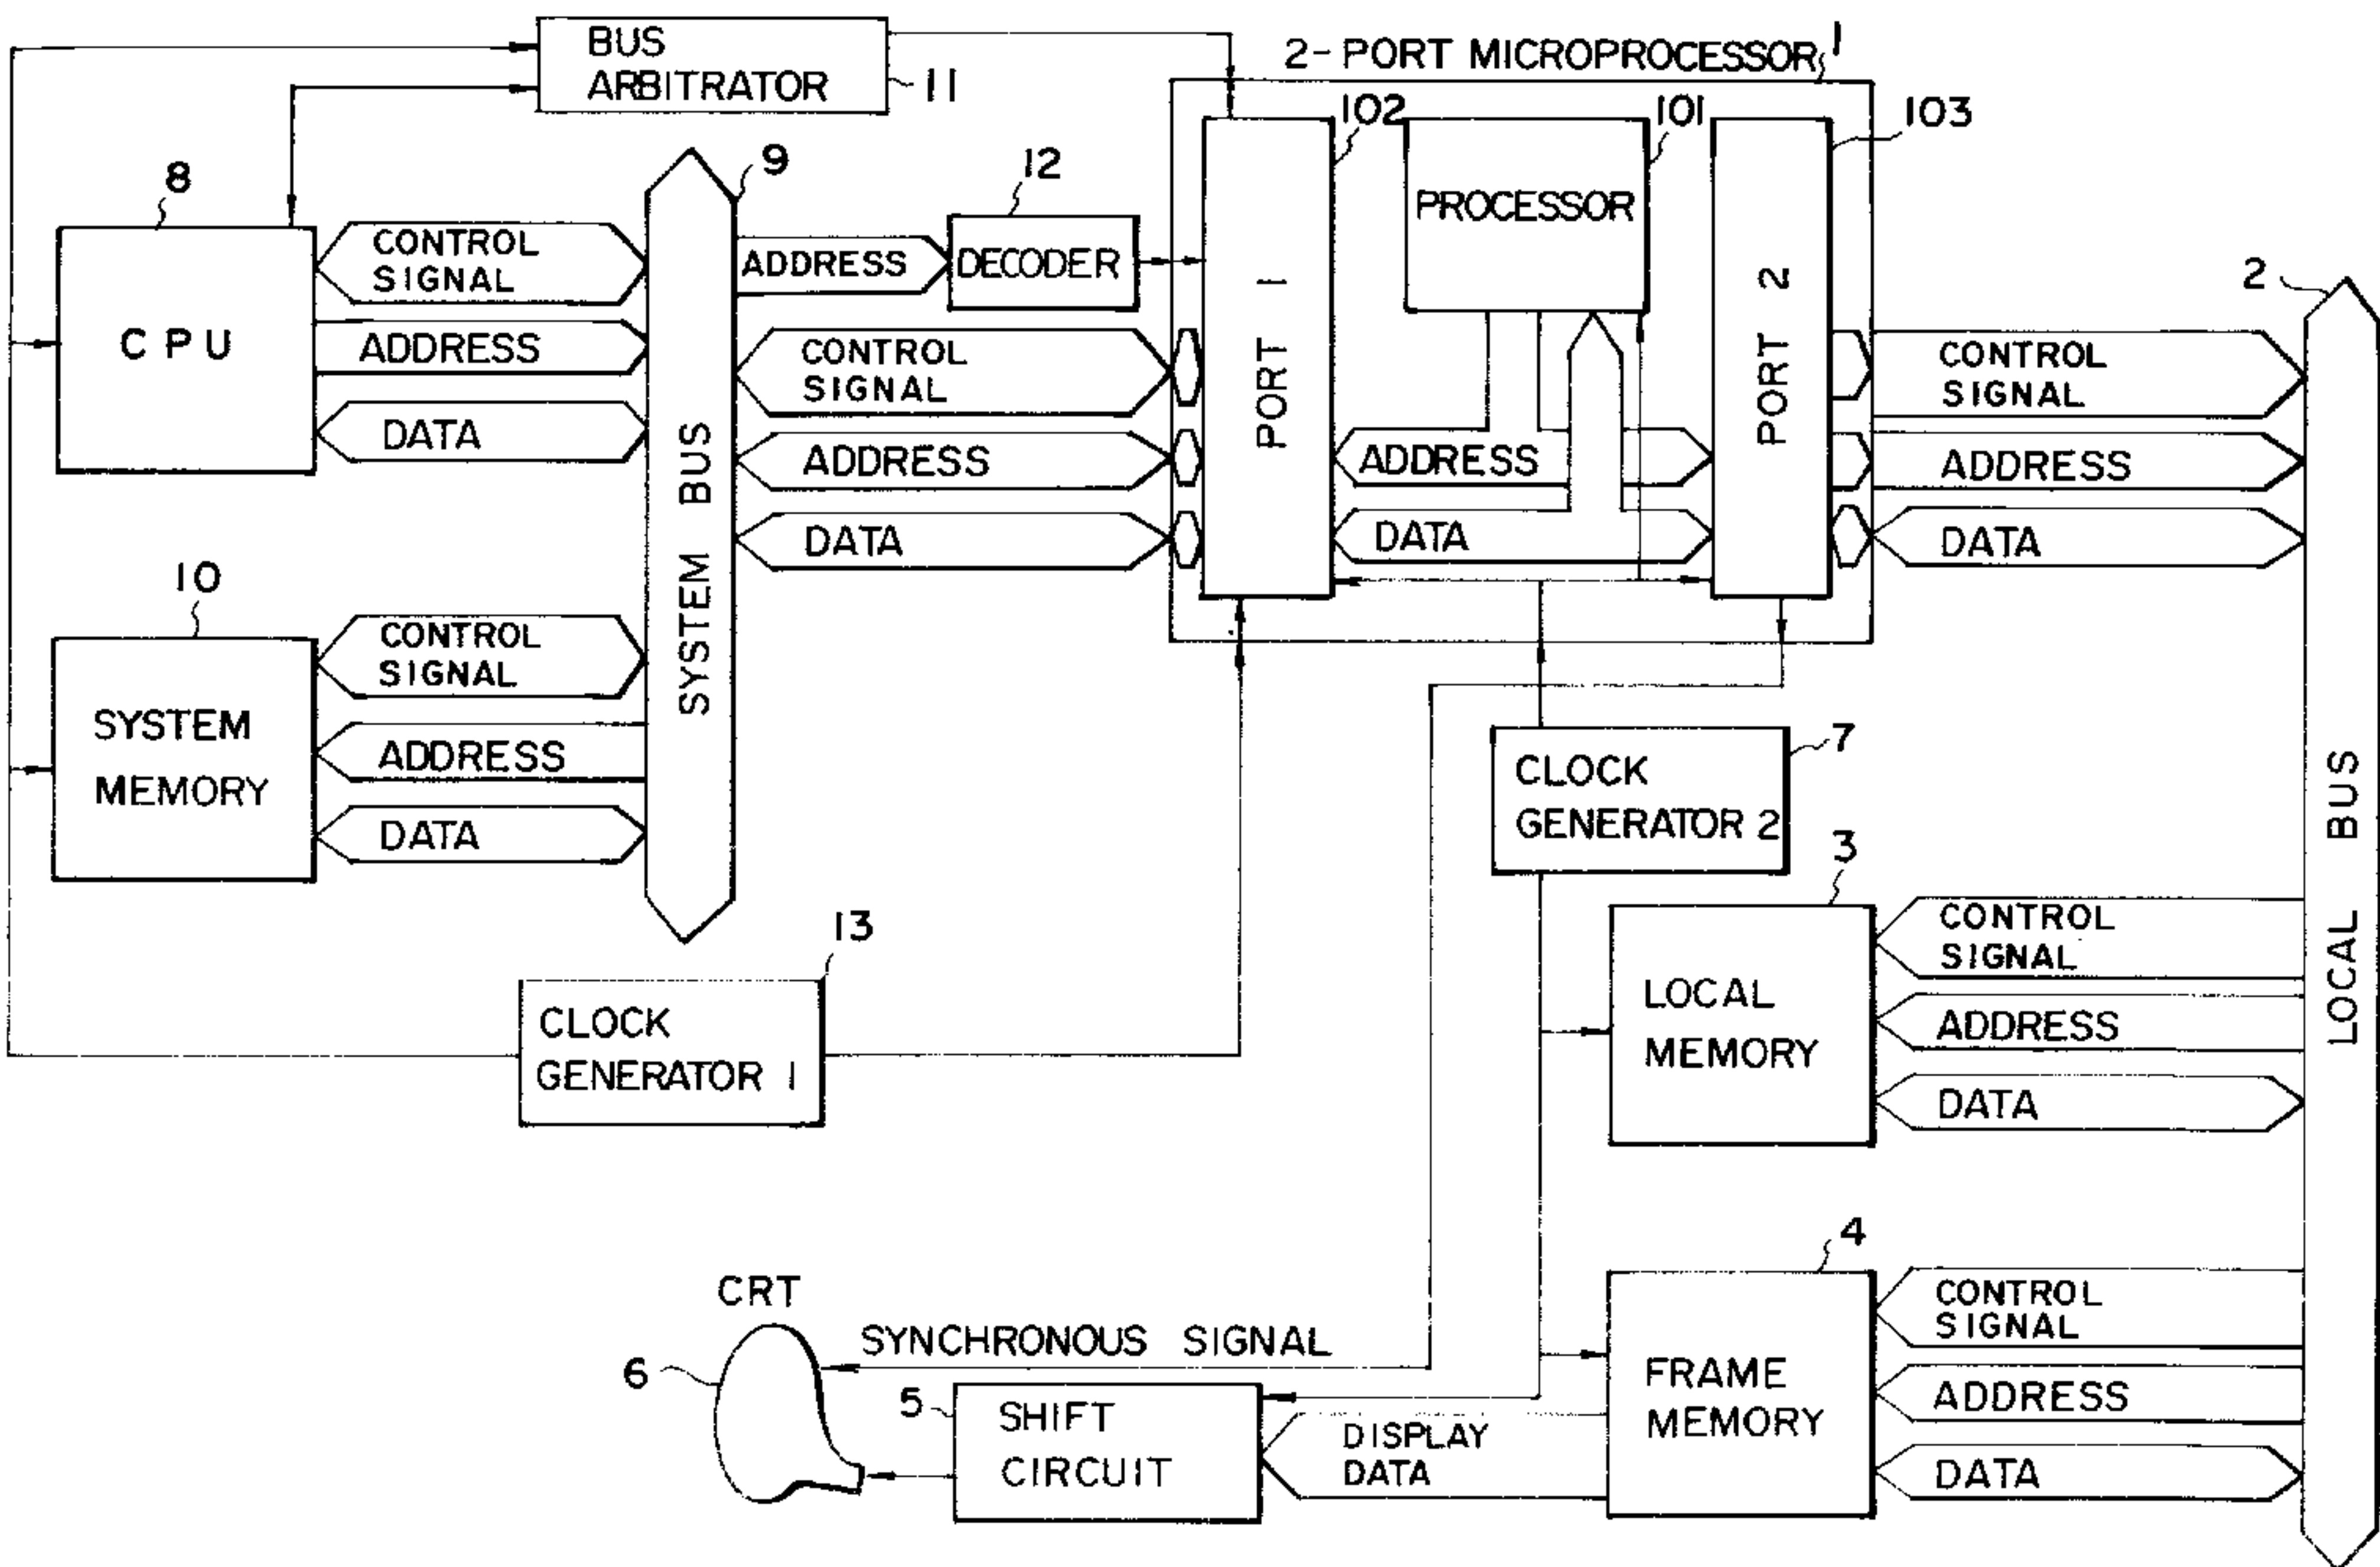 BUS
ARBITRATOR
11
2-PORT MICROPROCESSOR
1
102
101
103
8
9
12
CONTROL
SIGNAL
CPU
ADDRESS
DATA
ADDRESS
DECODER
CONTROL
SIGNAL
ADDRESS
DATA
SYSTEM BUS
PORT 1
PROCESSOR
ADDRESS
DATA
PORT 2
2
CONTROL
SIGNAL
ADDRESS
DATA
10
SYSTEM
MEMORY
CONTROL
SIGNAL
ADDRESS
DATA
7
CLOCK
GENERATOR 2
LOCAL BUS
13
CLOCK
GENERATOR 1
3
LOCAL
MEMORY
CONTROL
SIGNAL
ADDRESS
DATA
4
CRT
6
SYNCHRONOUS SIGNAL
5
SHIFT
CIRCUIT
DISPLAY
DATA
FRAME
MEMORY
CONTROL
SIGNAL
ADDRESS
DATA